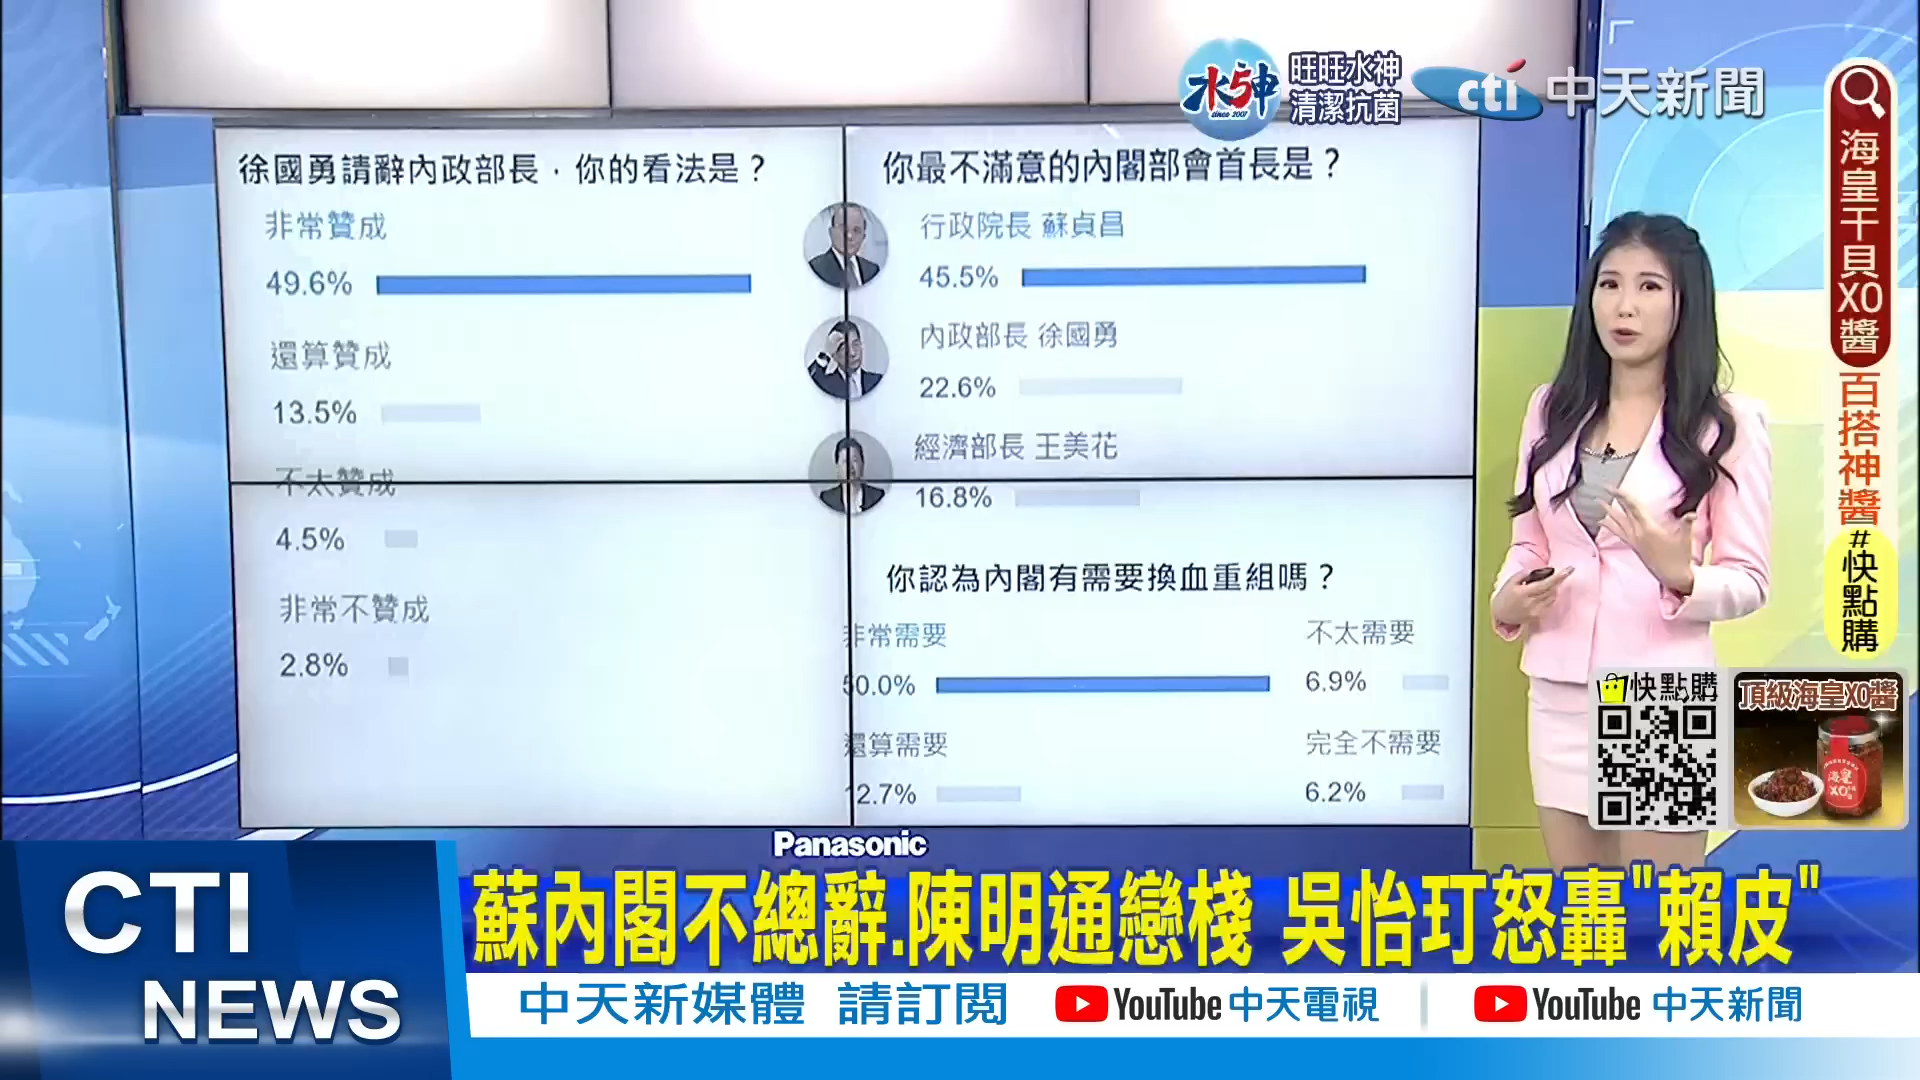 水神
since 2007
旺旺水神
清潔抗菌
cti 中天新聞
海皇干貝XO醬
百搭神醬
#快點購
徐國勇請辭內政部長，你的看法是？
非常贊成
49.6%
還算贊成
13.5%
不太贊成
4.5%
非常不贊成
2.8%
你最不滿意的內閣部會首長是？
行政院長 蘇貞昌
45.5%
內政部長 徐國勇
22.6%
經濟部長 王美花
16.8%
你認為內閣有需要換血重組嗎？
非常需要
50.0%
還算需要
12.7%
不太需要
6.9%
完全不需要
6.2%
快點購
頂級海皇XO醬
海皇
XO醬
Panasonic
CTI
NEWS
蘇內閣不總辭.陳明通戀棧 吳怡玎怒轟"賴皮"
中天新媒體 請訂閱 YouTube 中天電視 YouTube 中天新聞